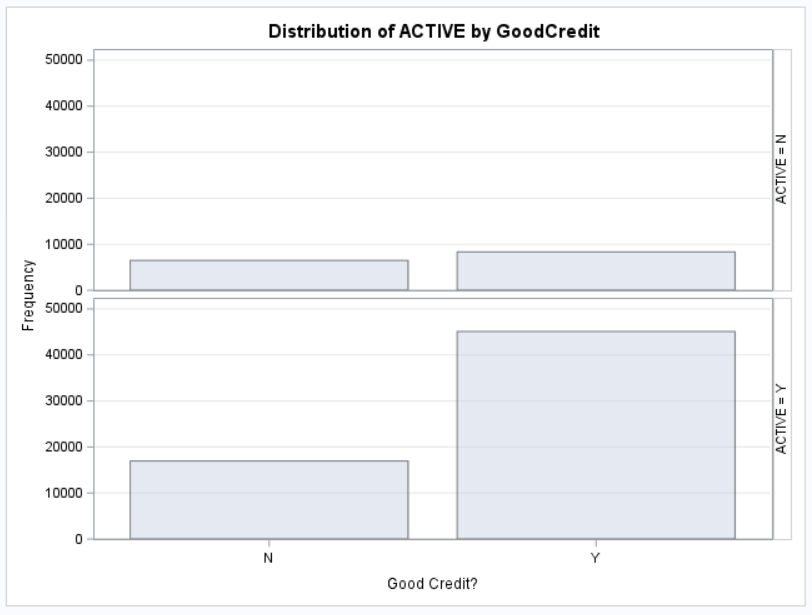 Distribution of ACTIVE by GoodCredit
50000
40000
30000
20000
10000
0
ACTIVE = N
Frequency
50000
40000
30000
20000
10000
0
ACTIVE = Y
N Y
Good Credit?